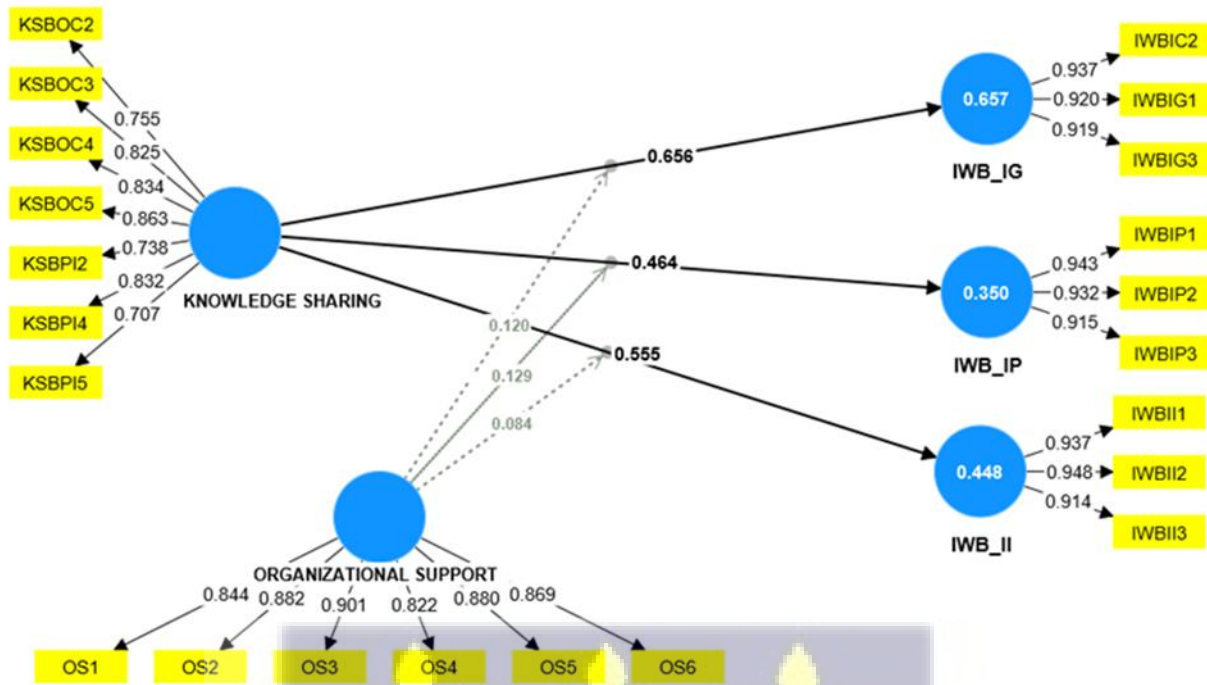 KSBOC2
KSBOC3
KSBOC4
KSBOC5
KSBPI2
KSBPI4
KSBPI5
0.755
0.825
0.834
0.863
0.738
0.832
0.707
KNOWLEDGE SHARING
0.656
0.464
0.555
0.120
0.129
0.084
0.657
IWB_IG
0.937
0.920
0.919
IWBIC2
IWBIG1
IWBIG3
0.350
IWB_IP
0.943
0.932
0.915
IWBIP1
IWBIP2
IWBIP3
0.448
IWB_II
0.937
0.948
0.914
IWBII1
IWBII2
IWBII3
ORGANIZATIONAL SUPPORT
0.844 0.882 0.901 0.822 0.880 0.869
OS1 OS2 OS3 OS4 OS5 OS6